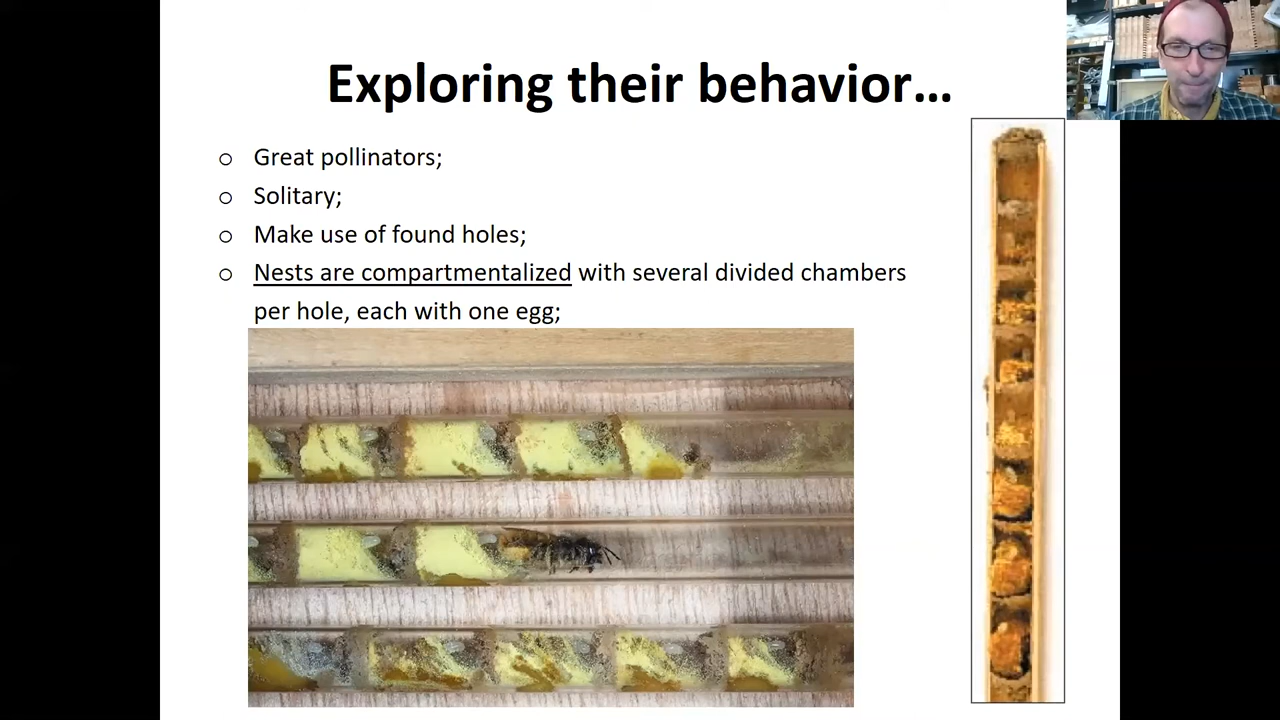 Exploring their behavior…
o Great pollinators;
o Solitary;
o Make use of found holes;
o Nests are compartmentalized with several divided chambers
per hole, each with one egg;